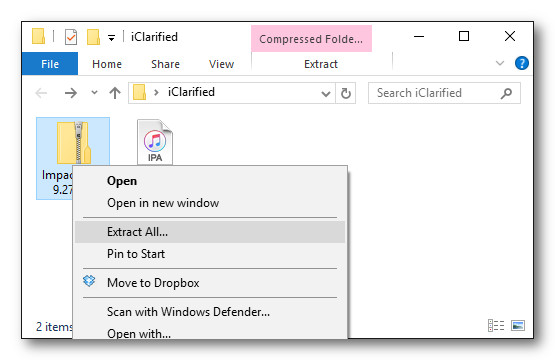 iClarified
Compressed Folde...
File Home Share View Extract
iClarified
Search iClarified
IPA
Impac
9.27
Open
Open in new window
Extract All...
Pin to Start
Move to Dropbox
Scan with Windows Defender...
Open with...
2 items